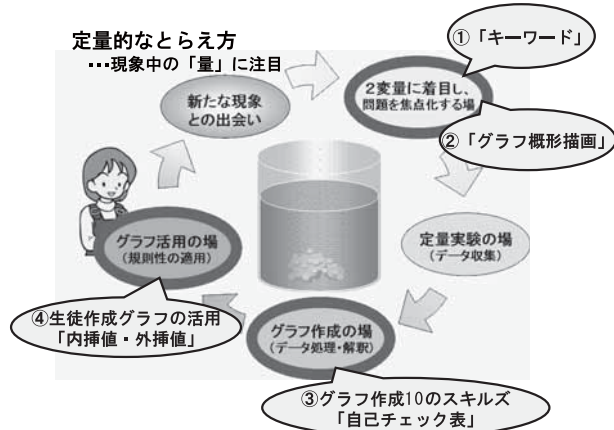 定量的なとらえ方
･･･現象中の「量」に注目
①「キーワード」
新たな現象
との出会い
2変量に着目し、
問題を焦点化する場
②「グラフ概形描画」
グラフ活用の場
(規則性の適用)
定量実験の場
(データ収集)
④生徒作成グラフの活用
「内挿値・外挿値」
グラフ作成の場
(データ処理・解釈)
③グラフ作成10のスキルズ
「自己チェック表」